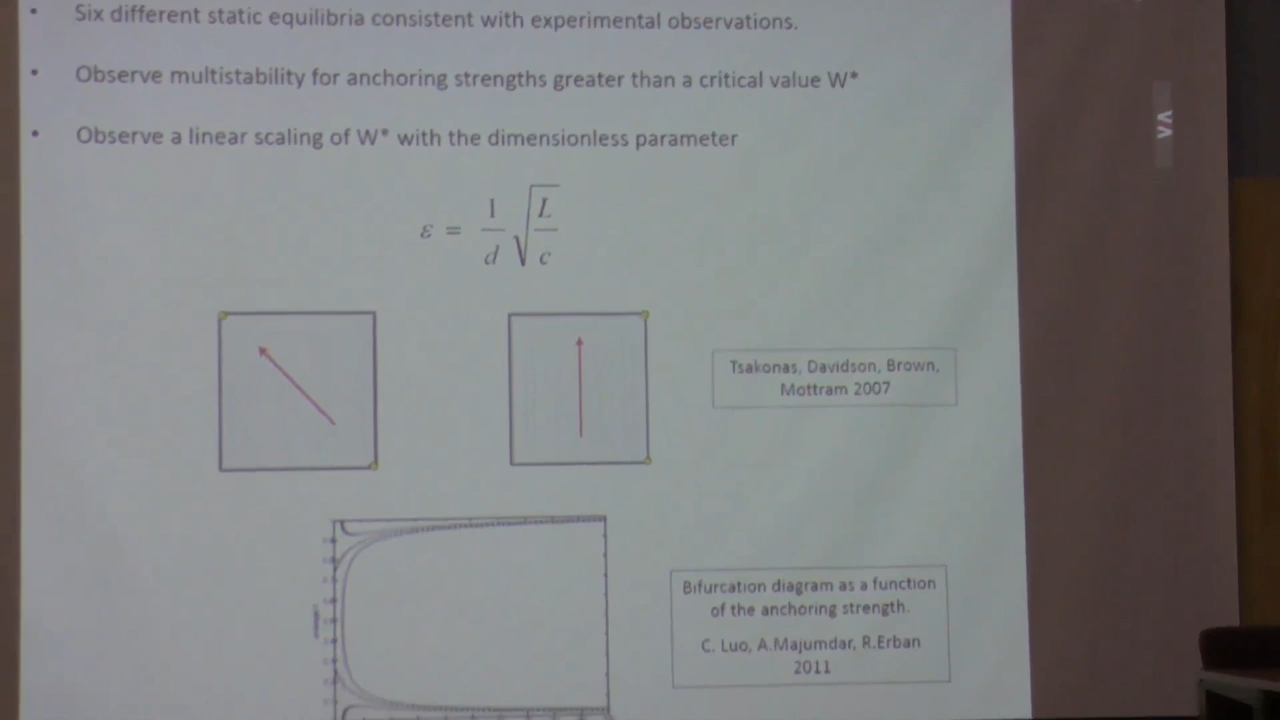 • Six different static equilibria consistent with experimental observations.
• Observe multistability for anchoring strengths greater than a critical value W*
• Observe a linear scaling of W* with the dimensionless parameter
ε = 1/d √(L/c)
Tsakonas, Davidson, Brown,
Mottram 2007
Bifurcation diagram as a function
of the anchoring strength.
C. Luo, A.Majumdar, R.Erban
2011